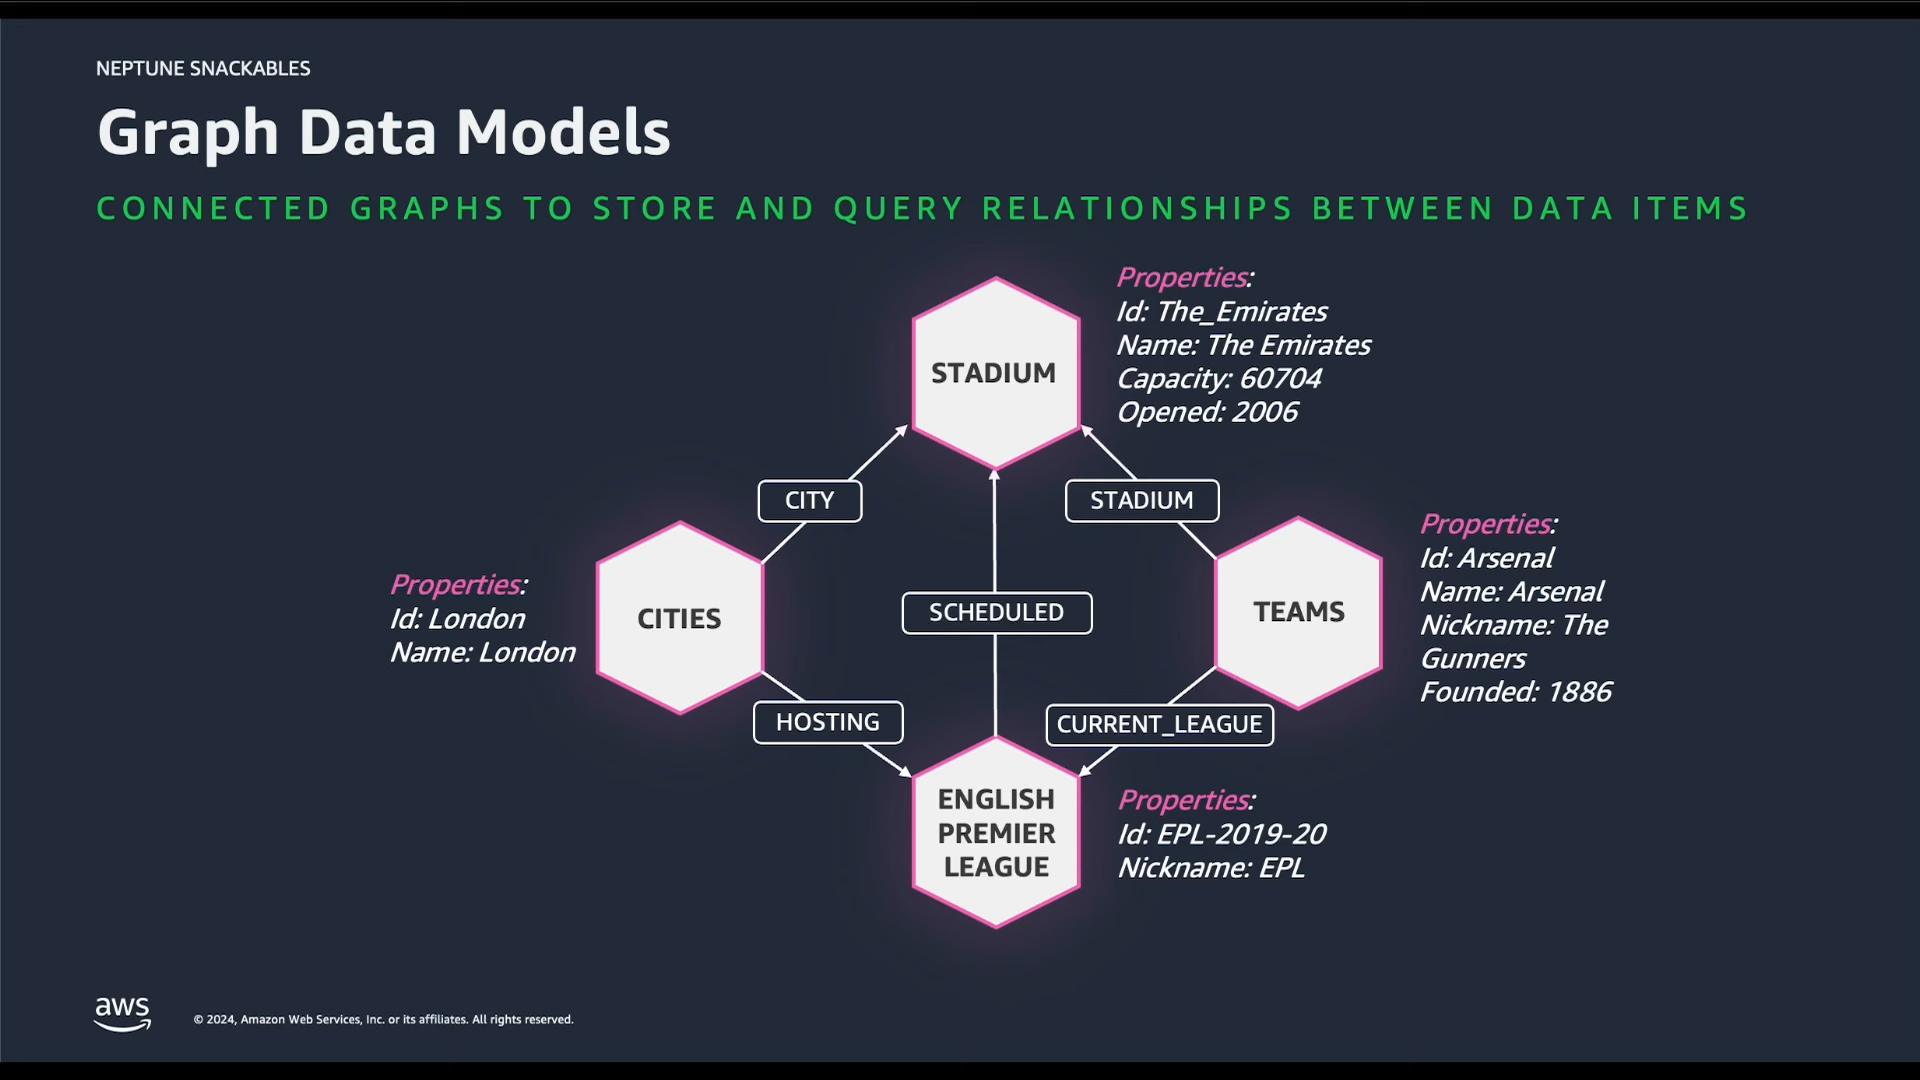 NEPTUNE SNACKABLES
Graph Data Models
CONNECTED GRAPHS TO STORE AND QUERY RELATIONSHIPS BETWEEN DATA ITEMS
STADIUM
Properties:
Id: The_Emirates
Name: The Emirates
Capacity: 60704
Opened: 2006
CITY
STADIUM
Properties:
Id: London
Name: London
CITIES
SCHEDULED
TEAMS
Properties:
Id: Arsenal
Name: Arsenal
Nickname: The
Gunners
Founded: 1886
HOSTING
CURRENT_LEAGUE
ENGLISH
PREMIER
LEAGUE
Properties:
Id: EPL-2019-20
Nickname: EPL
aws
© 2024, Amazon Web Services, Inc. or its affiliates. All rights reserved.